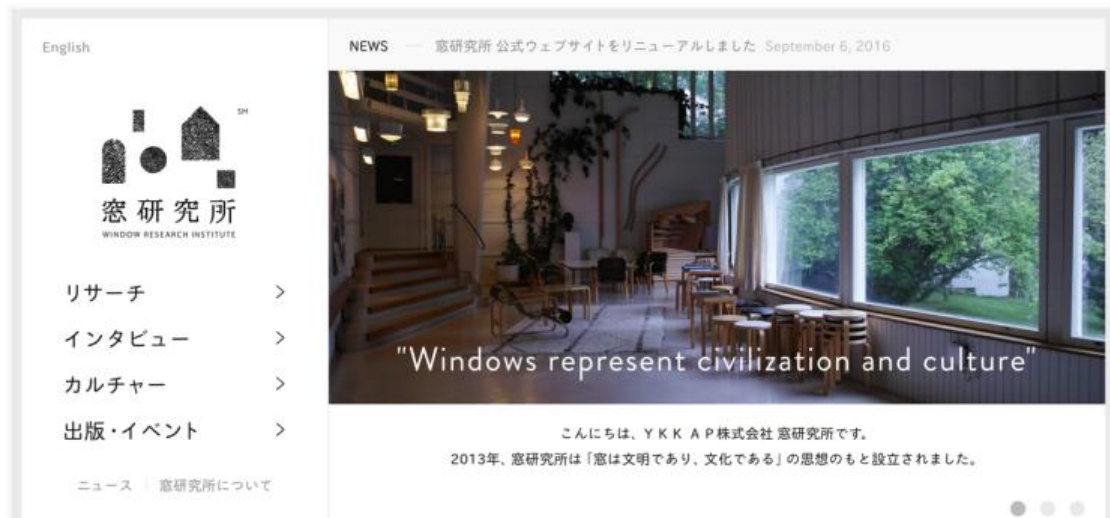 English
SM
窓研究所
WINDOW RESEARCH INSTITUTE
リサーチ
インタビュー
カルチャー
出版・イベント
ニュース 窓研究所について
NEWS — 窓研究所 公式ウェブサイトをリニューアルしました September 6, 2016
"Windows represent civilization and culture"
こんにちは、YKK AP株式会社 窓研究所です。
2013年、窓研究所は「窓は文明であり、文化である」の思想のもと設立されました。